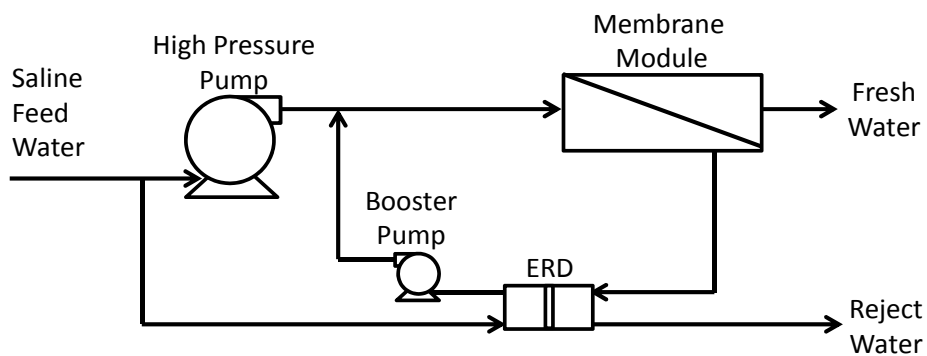 High Pressure
Pump
Membrane
Module
Saline
Feed
Water
Fresh
Water
Booster
Pump
ERD
Reject
Water